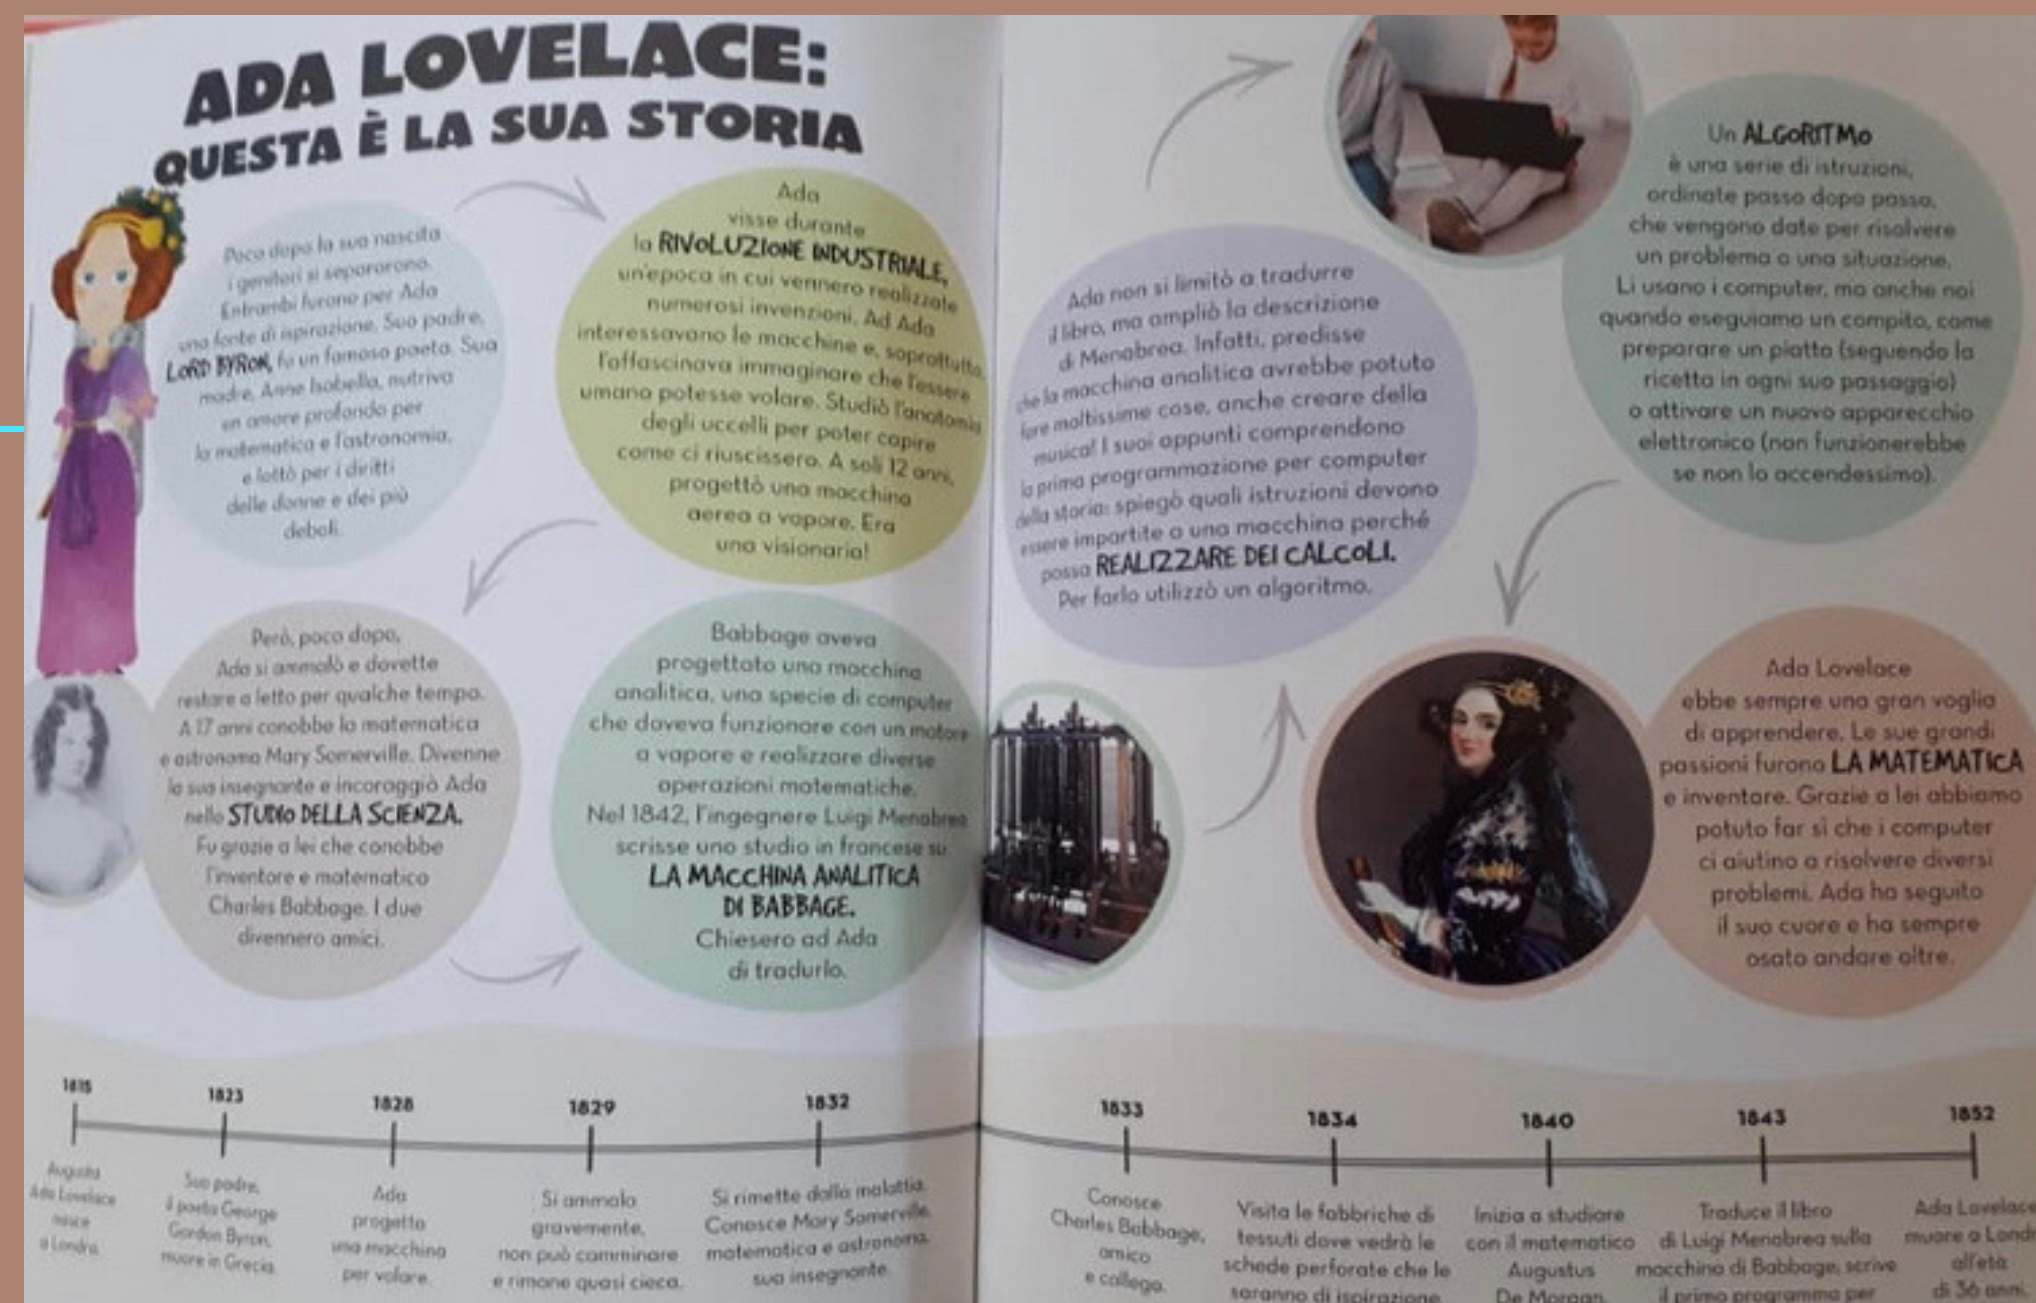 ADA LOVELACE:
QUESTA È LA SUA STORIA
Poco dopo la sua nascita
i genitori si separarono.
Entrambi furono per Ada
una fonte di ispirazione. Suo padre,
LORD BYRON, fu un famoso poeta. Sua
madre, Anne Isabella, nutriva
un amore profondo per
la matematica e l'astronomia,
e lottò per i diritti
delle donne e dei più
deboli.
Ada
visse durante
la RIVOLUZIONE INDUSTRIALE,
un'epoca in cui vennero realizzate
numerosi invenzioni. Ad Ada
interessavano le macchine e, soprattutto,
l'affascinava immaginare che l'essere
umano potesse volare. Studiò l'anatomia
degli uccelli per poter capire
come ci riuscissero. A soli 12 anni,
progettò una macchina
aerea a vapore. Era
una visionaria!
Però, poco dopo,
Ada si ammalò e dovette
restare a letto per qualche tempo.
A 17 anni conobbe la matematica
e astronoma Mary Somerville. Divenne
la sua insegnante e incoraggiò Ada
nello STUDIO DELLA SCIENZA.
Fu grazie a lei che conobbe
l'inventore e matematico
Charles Babbage. I due
divennero amici.
Babbage aveva
progettato una macchina
analitica, una specie di computer
che doveva funzionare con un motore
a vapore e realizzare diverse
operazioni matematiche.
Nel 1842, l'ingegnere Luigi Menabrea
scrisse uno studio in francese su
LA MACCHINA ANALITICA
DI BABBAGE.
Chiesero ad Ada
di tradurlo.
Ada non si limitò a tradurre
il libro, ma ampliò la descrizione
di Menabrea. Infatti, predisse
che la macchina analitica avrebbe potuto
fare moltissime cose, anche creare della
musica! I suoi appunti comprendono
la prima programmazione per computer
della storia: spiegò quali istruzioni devono
essere impartite a una macchina perché
possa REALIZZARE DEI CALCOLI.
Per farlo utilizzò un algoritmo.
Un ALGORITMO
è una serie di istruzioni,
ordinate passo dopo passo,
che vengono date per risolvere
un problema o una situazione.
Li usano i computer, ma anche noi
quando eseguiamo un compito, come
preparare un piatto (seguendo la
ricetta in ogni suo passaggio)
o attivare un nuovo apparecchio
elettronico (non funzionerebbe
se non lo accendessimo).
Ada Lovelace
ebbe sempre una gran voglia
di apprendere. Le sue grandi
passioni furono LA MATEMATICA
e inventare. Grazie a lei abbiamo
potuto far sì che i computer
ci aiutino a risolvere diversi
problemi. Ada ha seguito
il suo cuore e ha sempre
osato andare oltre.
1815
Augusta
Ada Lovelace
nasce
a Londra.
1823
Suo padre,
il poeta George
Gordon Byron,
muore in Grecia.
1828
Ada
progetta
una macchina
per volare.
1829
Si ammala
gravemente,
non può camminare
e rimane quasi cieca.
1832
Si rimette dalla malattia.
Conosce Mary Somerville,
matematica e astronoma,
sua insegnante.
1833
Conosce
Charles Babbage,
amico
e collega.
1834
Visita le fabbriche di
tessuti dove vedrà le
schede perforate che le
saranno di ispirazione
1840
Inizia a studiare
con il matematico
Augustus
De Morgan.
1843
Traduce il libro
di Luigi Menabrea sulla
macchina di Babbage, scrive
il primo programma per
1852
Ada Lovelace
muore a Londr
all'età
di 36 anni.